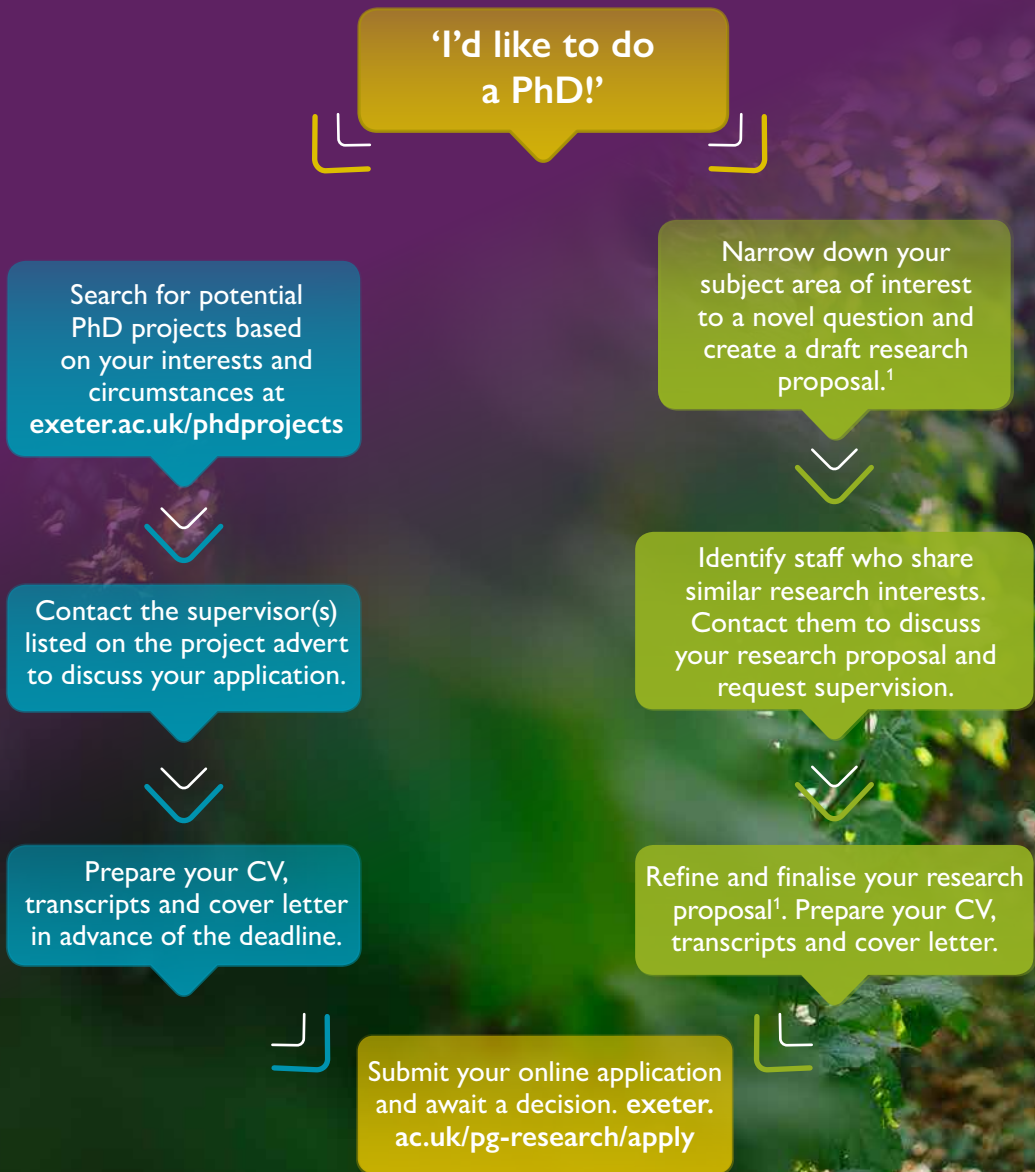 ‘I’d like to do
a PhD!’
Search for potential
PhD projects based
on your interests and
circumstances at
exeter.ac.uk/phdprojects
Contact the supervisor(s)
listed on the project advert
to discuss your application.
Prepare your CV,
transcripts and cover letter
in advance of the deadline.
Narrow down your
subject area of interest
to a novel question and
create a draft research
proposal.¹
Identify staff who share
similar research interests.
Contact them to discuss
your research proposal and
request supervision.
Refine and finalise your research
proposal¹. Prepare your CV,
transcripts and cover letter.
Submit your online application
and await a decision. exeter.
ac.uk/pg-research/apply